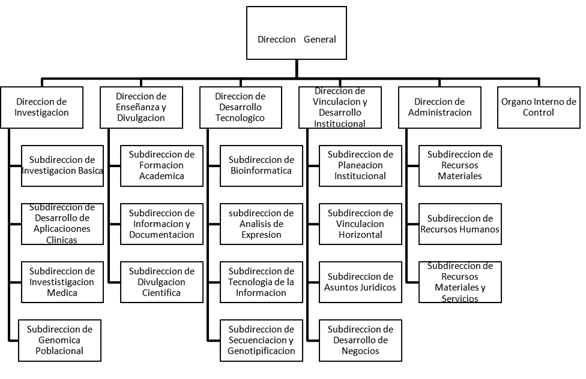 Direccion General
Direccion de
Investigacion
Direccion de
Enseñanza y
Divulgacion
Direccion de
Desarrollo
Tecnologico
Direccion de
Vinculacion y
Desarrollo
Institucional
Direccion de
Administracion
Organo Interno de
Control
Subdireccion de
Investigacion Basica
Subdireccion de
Desarrollo de
Aplicacioones
Clinicas
Subdireccion de
Investistigacion
Medica
Subdireccion de
Genomica
Poblacional
Subdireccion de
Formacion
Academica
Subdireccion de
Informacion y
Documentacion
Subdireccion de
Divulgacion
Cientifica
Subdireccion de
Bioinformatica
subdireccion de
Analisis de
Expresion
Subdireccion de
Tecnologia de la
Informacion
Subdireccion de
Secuenciacion y
Genotipificacion
Subdireccion de
Planeacion
Institucional
Subdireccion de
Vinculacion
Horizontal
Subdireccion de
Asuntos Juridicos
Subdireccion de
Desarrollo de
Negocios
Subdireccion de
Recursos
Materiales
Subdireccion de
Recursos Humanos
Subdireccion de
Recursos
Materiales y
Servicios